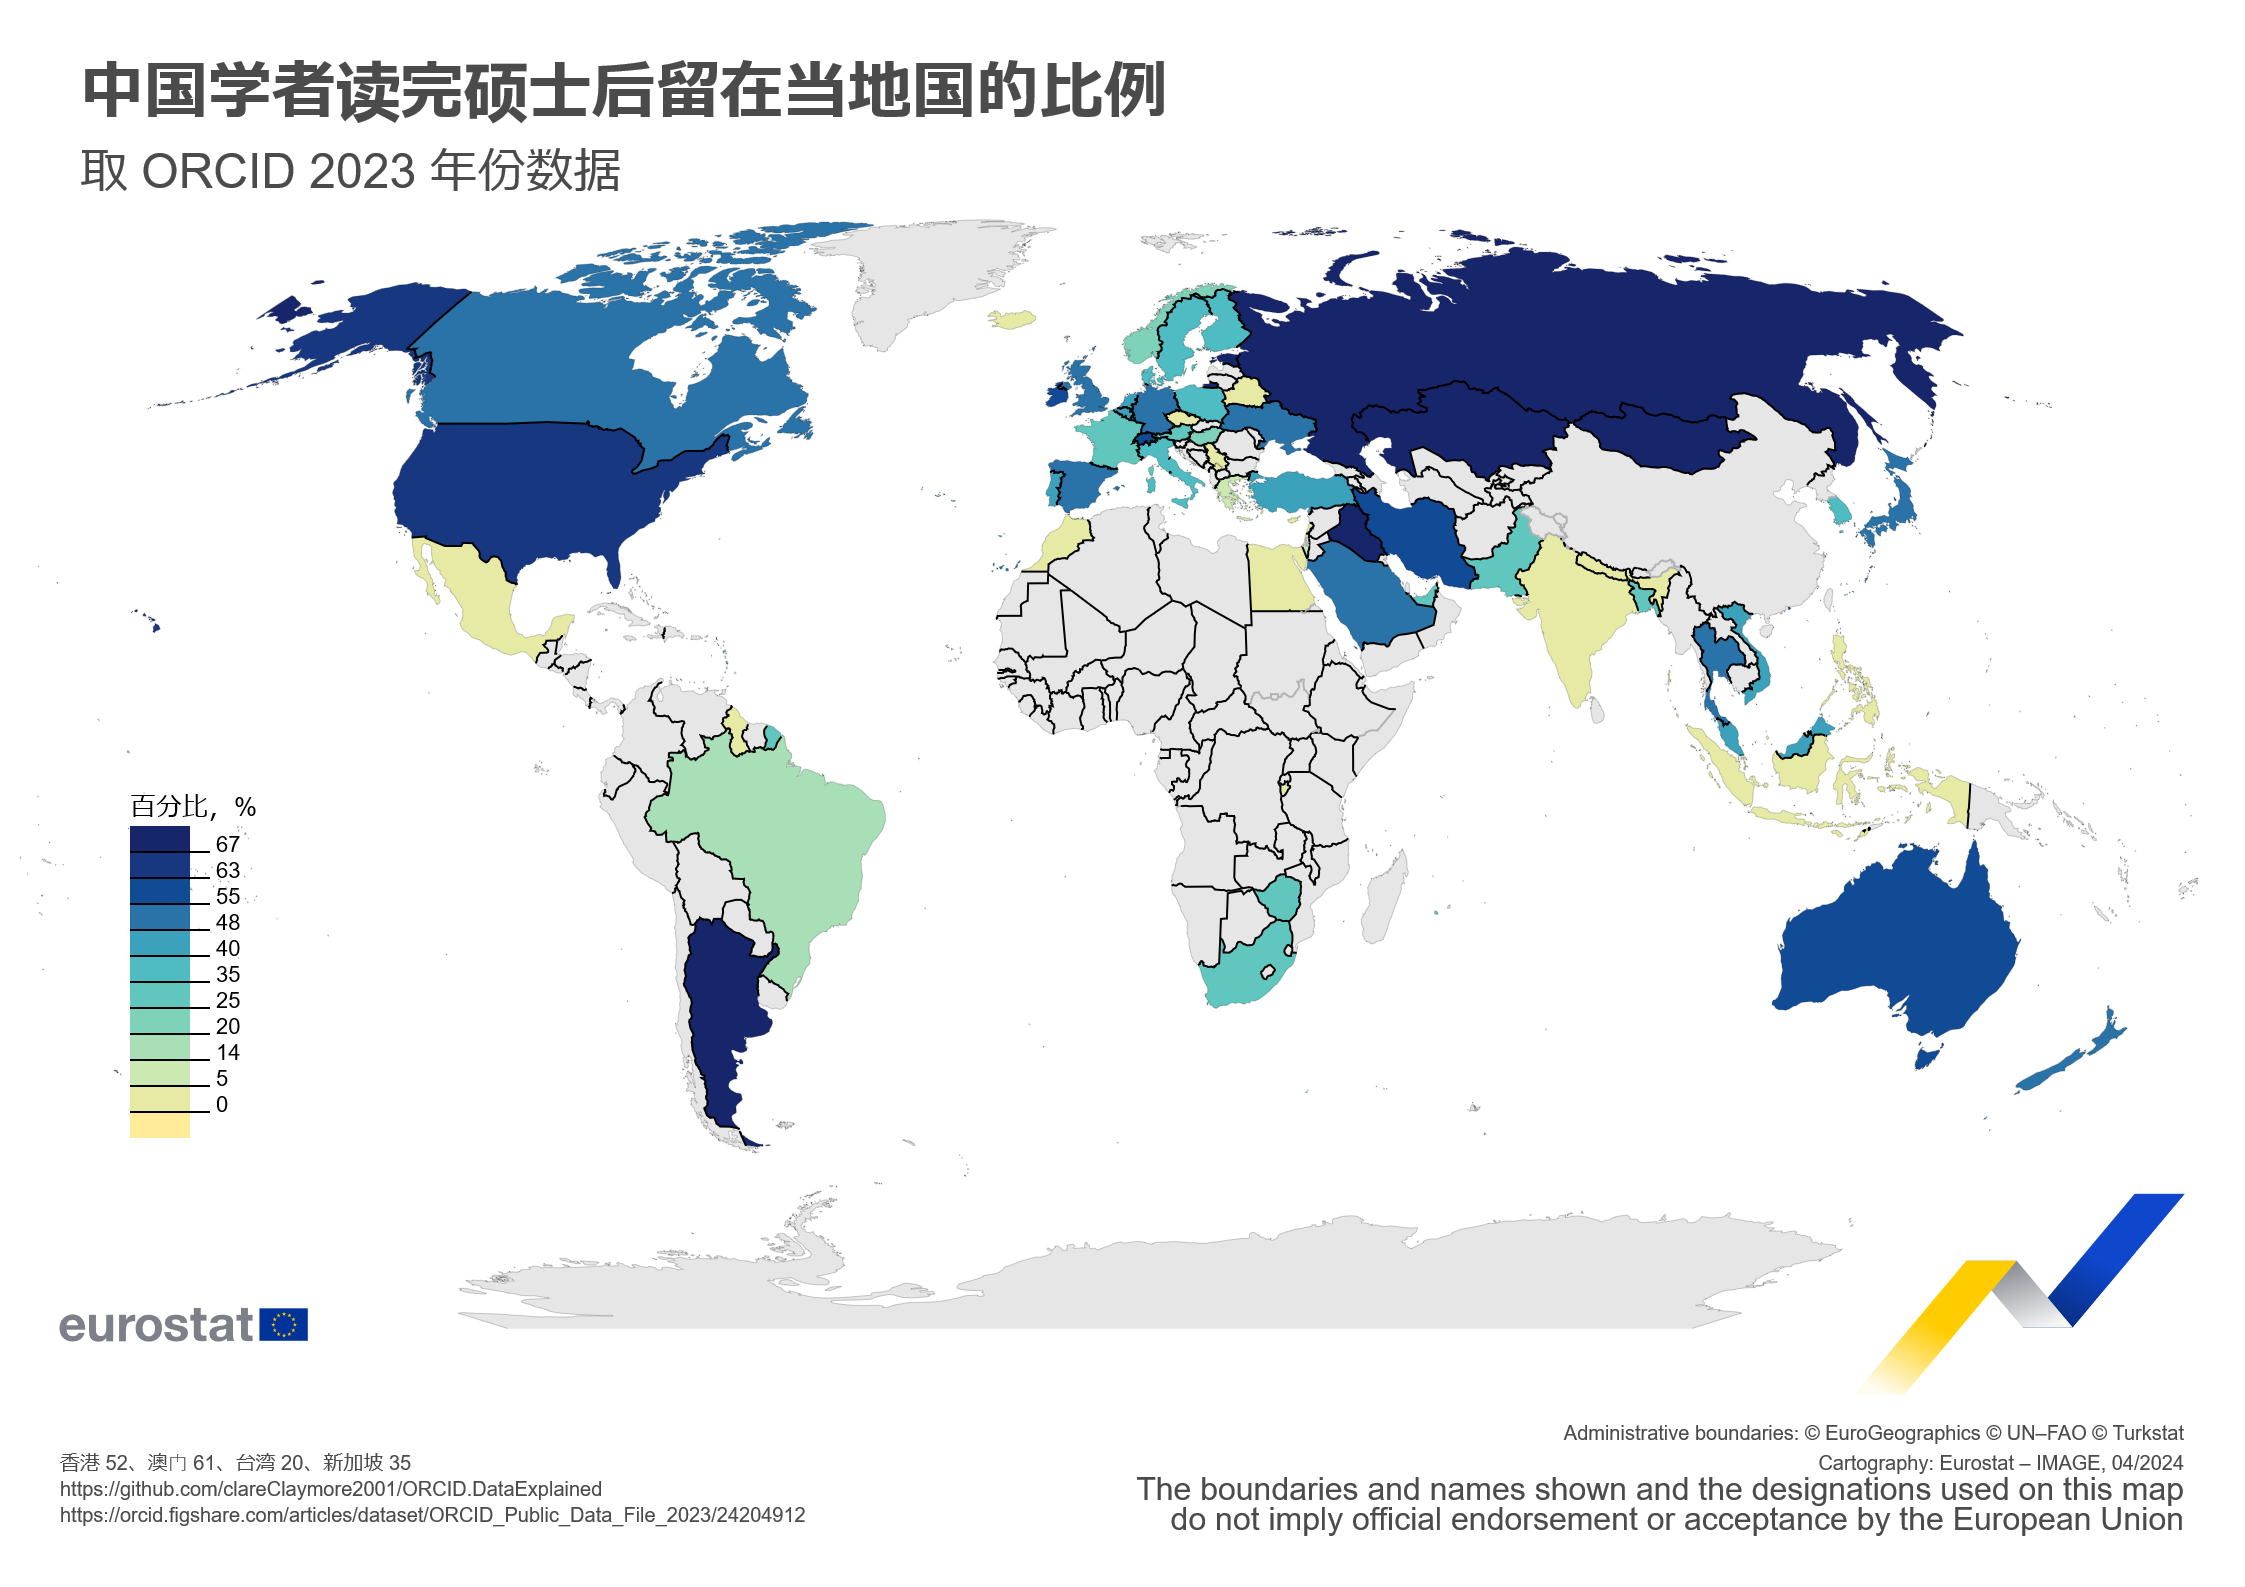 中国学者读完硕士后留在当地国的比例
取 ORCID 2023 年份数据
百分比，%
67
63
55
48
40
35
25
20
14
5
0
eurostat
香港 52、澳门 61、台湾 20、新加坡 35
https://github.com/clareClaymore2001/ORCID.DataExplained
https://orcid.figshare.com/articles/dataset/ORCID_Public_Data_File_2023/24204912
Administrative boundaries: © EuroGeographics © UN–FAO © Turkstat
Cartography: Eurostat – IMAGE, 04/2024
The boundaries and names shown and the designations used on this map
do not imply official endorsement or acceptance by the European Union